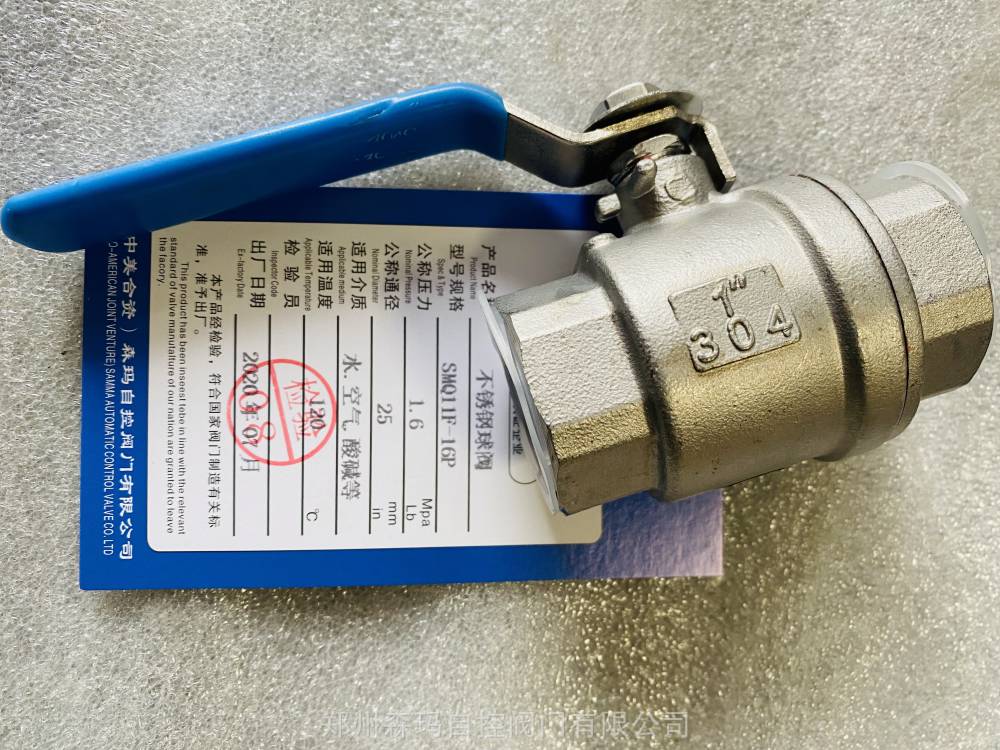 1"
304
产品名
不锈钢球阀
Product Name
型号规格
SMQ11F-16P
Spec & Type
公称压力
1.6
Mpa
Nominal Pressure
Lb
公称通径
25
mm
Nominal Diameter
in
适用介质
水.空气.酸碱等
Applicable medium
适用温度
120
℃
Applicable Temperature
检验员
Inspector Code
检验
08
出厂日期
2020年07月
Ex-factory Date
本产品经检验，符合国家阀门制造有关标
准，准予出厂。
This product has been inseest tebe in line with the relevant
standard of valve manufalture of our nation are granted to leave
the facory.
中美合资）森玛自控阀门有限公司
O-AMERICAN JOINT VENTURE) SAMMA AUTOMATIC CONTROL VALVE CO.,LTD
郑州森玛自控阀门有限公司